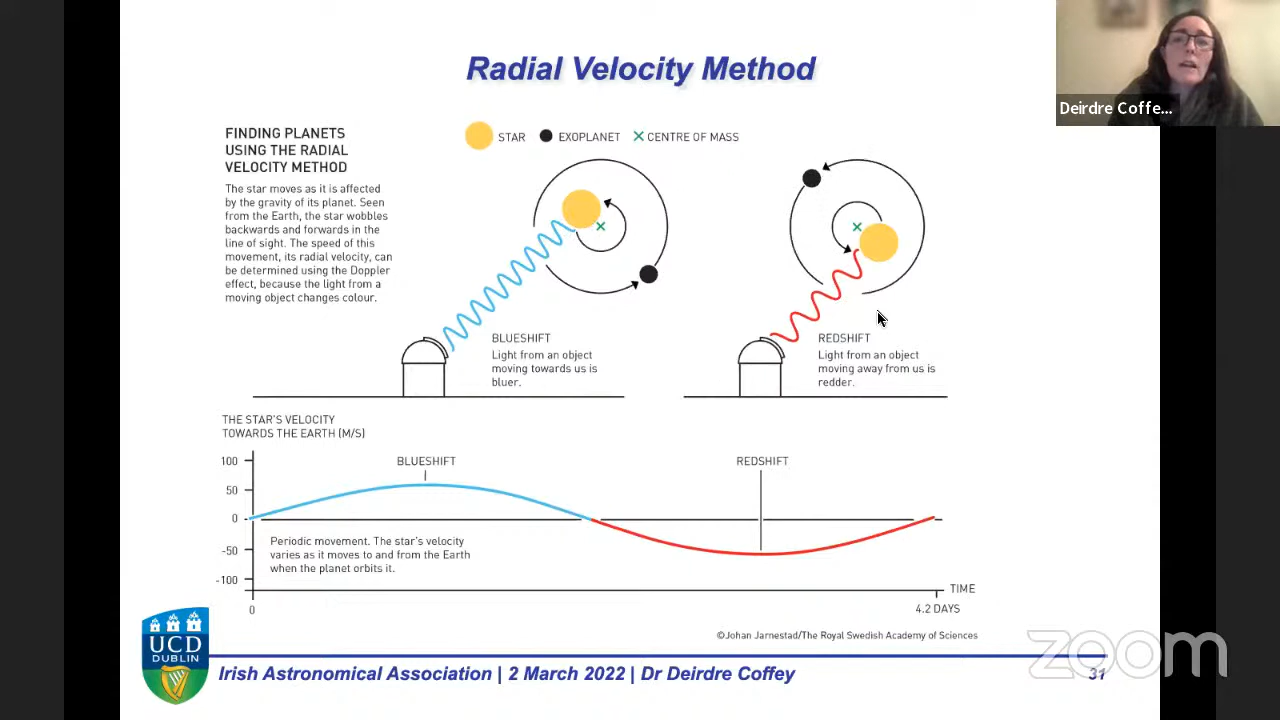 Radial Velocity Method
Deirdre Coffe...
FINDING PLANETS
USING THE RADIAL
VELOCITY METHOD
The star moves as it is affected
by the gravity of its planet. Seen
from the Earth, the star wobbles
backwards and forwards in the
line of sight. The speed of this
movement, its radial velocity, can
be determined using the Doppler
effect, because the light from a
moving object changes colour.
STAR
EXOPLANET
CENTRE OF MASS
BLUESHIFT
Light from an object
moving towards us is
bluer.
REDSHIFT
Light from an object
moving away from us is
redder.
THE STAR'S VELOCITY
TOWARDS THE EARTH (M/S)
100
50
0
-50
-100
BLUESHIFT
REDSHIFT
Periodic movement. The star's velocity
varies as it moves to and from the Earth
when the planet orbits it.
TIME
0
4.2 DAYS
©Johan Jarnestad/The Royal Swedish Academy of Sciences
UCD
DUBLIN
Irish Astronomical Association | 2 March 2022 | Dr Deirdre Coffey
31
zoom